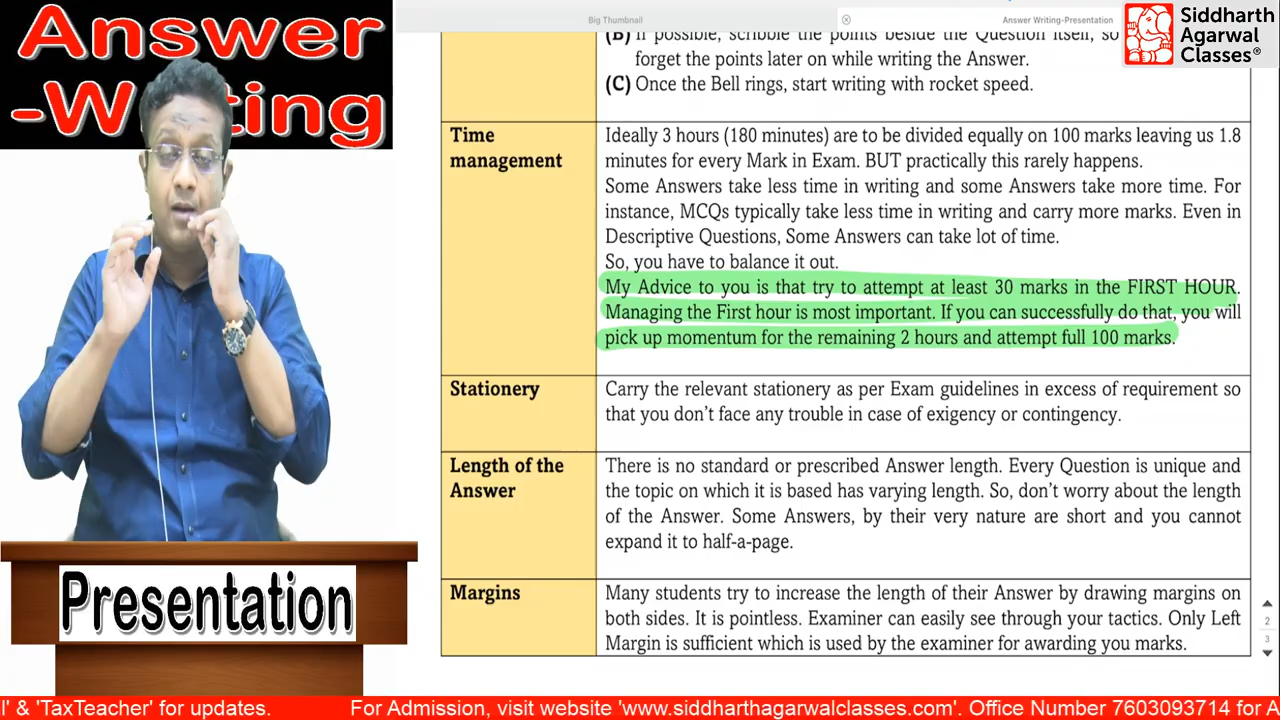 Answer
-Writing
Big Thumbnail
Answer Writing-Presentation
Siddharth
Agarwal
Classes®
(B) If possible, scribble the points beside the Question itself, so
forget the points later on while writing the Answer.
(C) Once the Bell rings, start writing with rocket speed.
Time
management
Ideally 3 hours (180 minutes) are to be divided equally on 100 marks leaving us 1.8
minutes for every Mark in Exam. BUT practically this rarely happens.
Some Answers take less time in writing and some Answers take more time. For
instance, MCQs typically take less time in writing and carry more marks. Even in
Descriptive Questions, Some Answers can take lot of time.
So, you have to balance it out.
My Advice to you is that try to attempt at least 30 marks in the FIRST HOUR.
Managing the First hour is most important. If you can successfully do that, you will
pick up momentum for the remaining 2 hours and attempt full 100 marks.
Stationery
Carry the relevant stationery as per Exam guidelines in excess of requirement so
that you don't face any trouble in case of exigency or contingency.
Length of the
Answer
There is no standard or prescribed Answer length. Every Question is unique and
the topic on which it is based has varying length. So, don't worry about the length
of the Answer. Some Answers, by their very nature are short and you cannot
expand it to half-a-page.
Margins
Many students try to increase the length of their Answer by drawing margins on
both sides. It is pointless. Examiner can easily see through your tactics. Only Left
Margin is sufficient which is used by the examiner for awarding you marks.
2
3
Presentation
l' & 'TaxTeacher' for updates. For Admission, visit website 'www.siddharthagarwalclasses.com'. Office Number 7603093714 for A